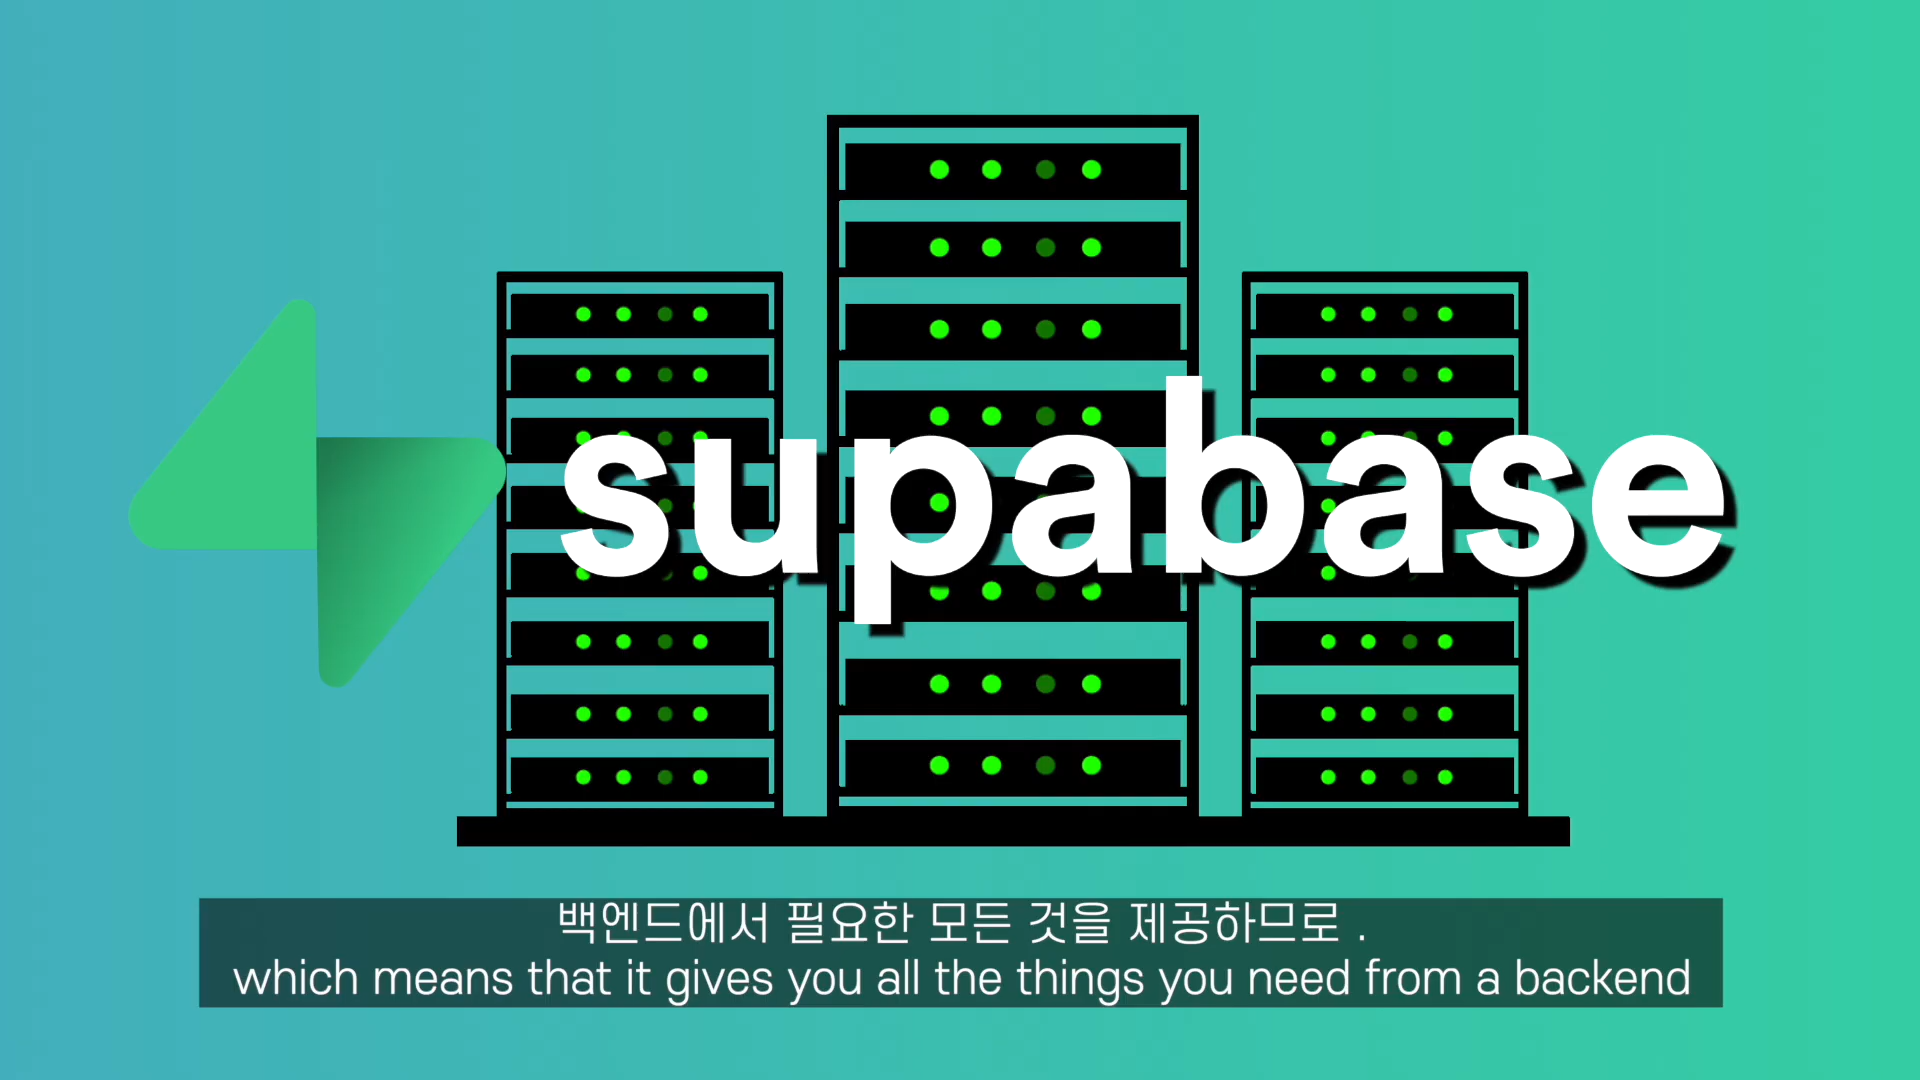 supabase
백엔드에서 필요한 모든 것을 제공하므로 .
which means that it gives you all the things you need from a backend